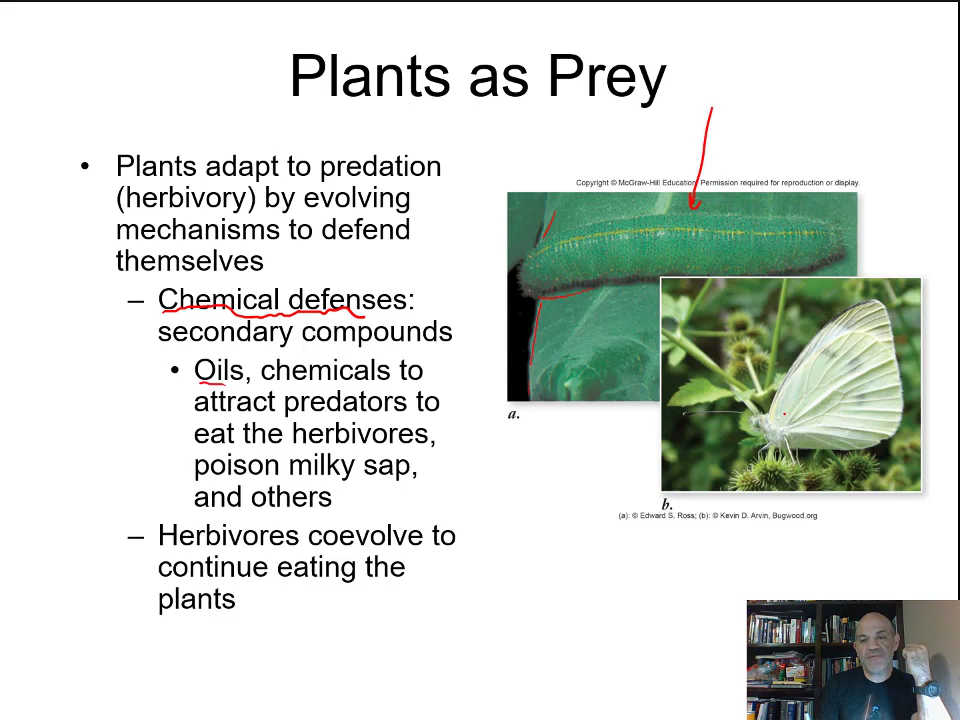 Plants as Prey
• Plants adapt to predation
(herbivory) by evolving
mechanisms to defend
themselves
– Chemical defenses:
secondary compounds
• Oils, chemicals to
attract predators to
eat the herbivores,
poison milky sap,
and others
– Herbivores coevolve to
continue eating the
plants
Copyright © McGraw-Hill Education. Permission required for reproduction or display.
a.
b.
(a): © Edward S. Ross; (b): © Kevin D. Arvin, Bugwood.org